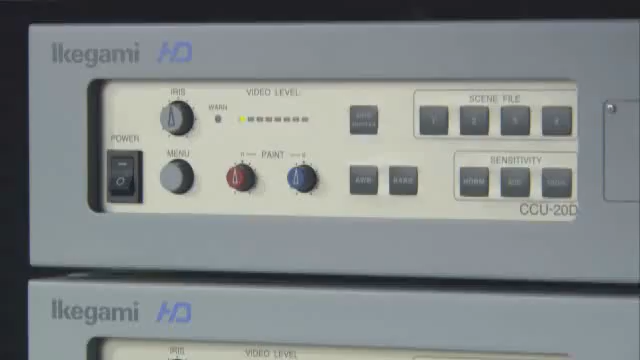 Ikegami HD
IRIS
WARN
VIDEO LEVEL
SCENE FILE
1 2 3 4
POWER
MENU
R PAINT B
SENSITIVITY
AWB BARS
NORM
CCU-20D
Ikegami HD
IRIS
VIDEO LEVEL